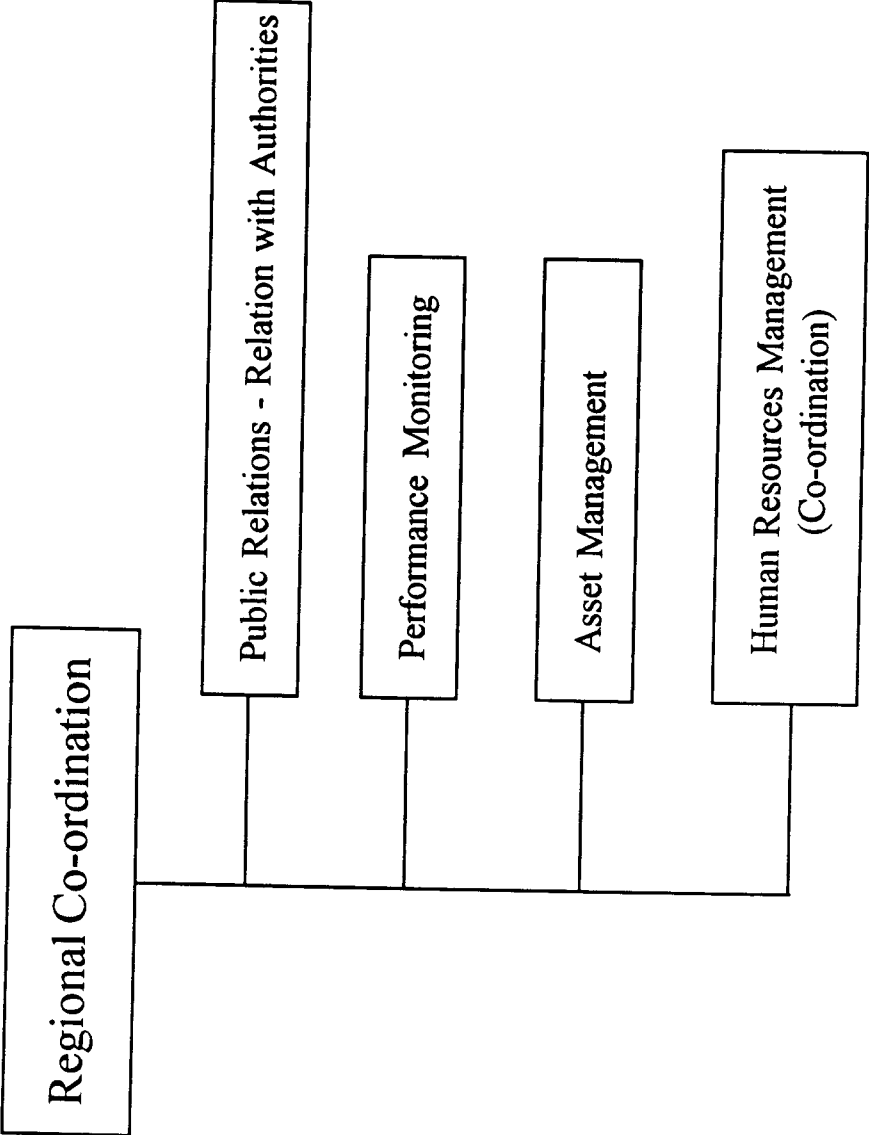 Regional Co-ordination
Public Relations - Relation with Authorities
Performance Monitoring
Asset Management
Human Resources Management
(Co-ordination)